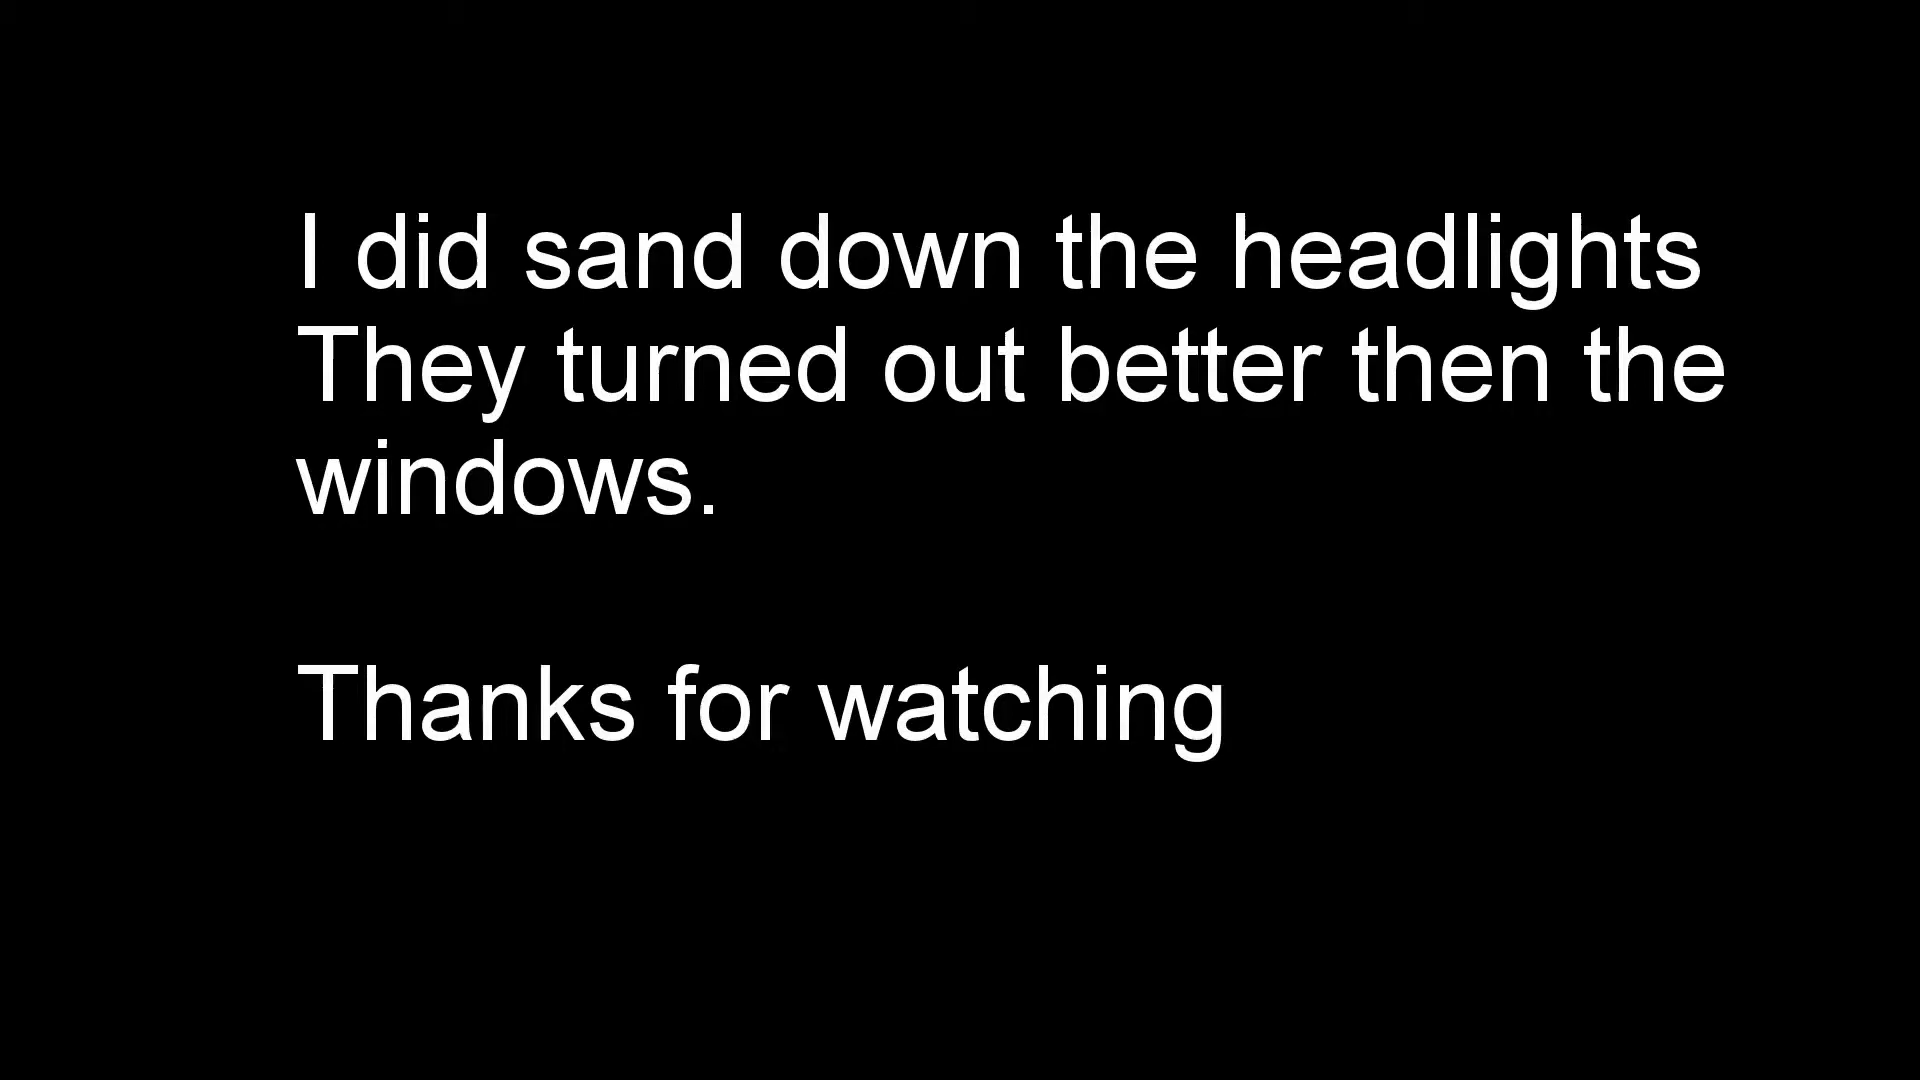 I did sand down the headlights
They turned out better then the
windows.
Thanks for watching